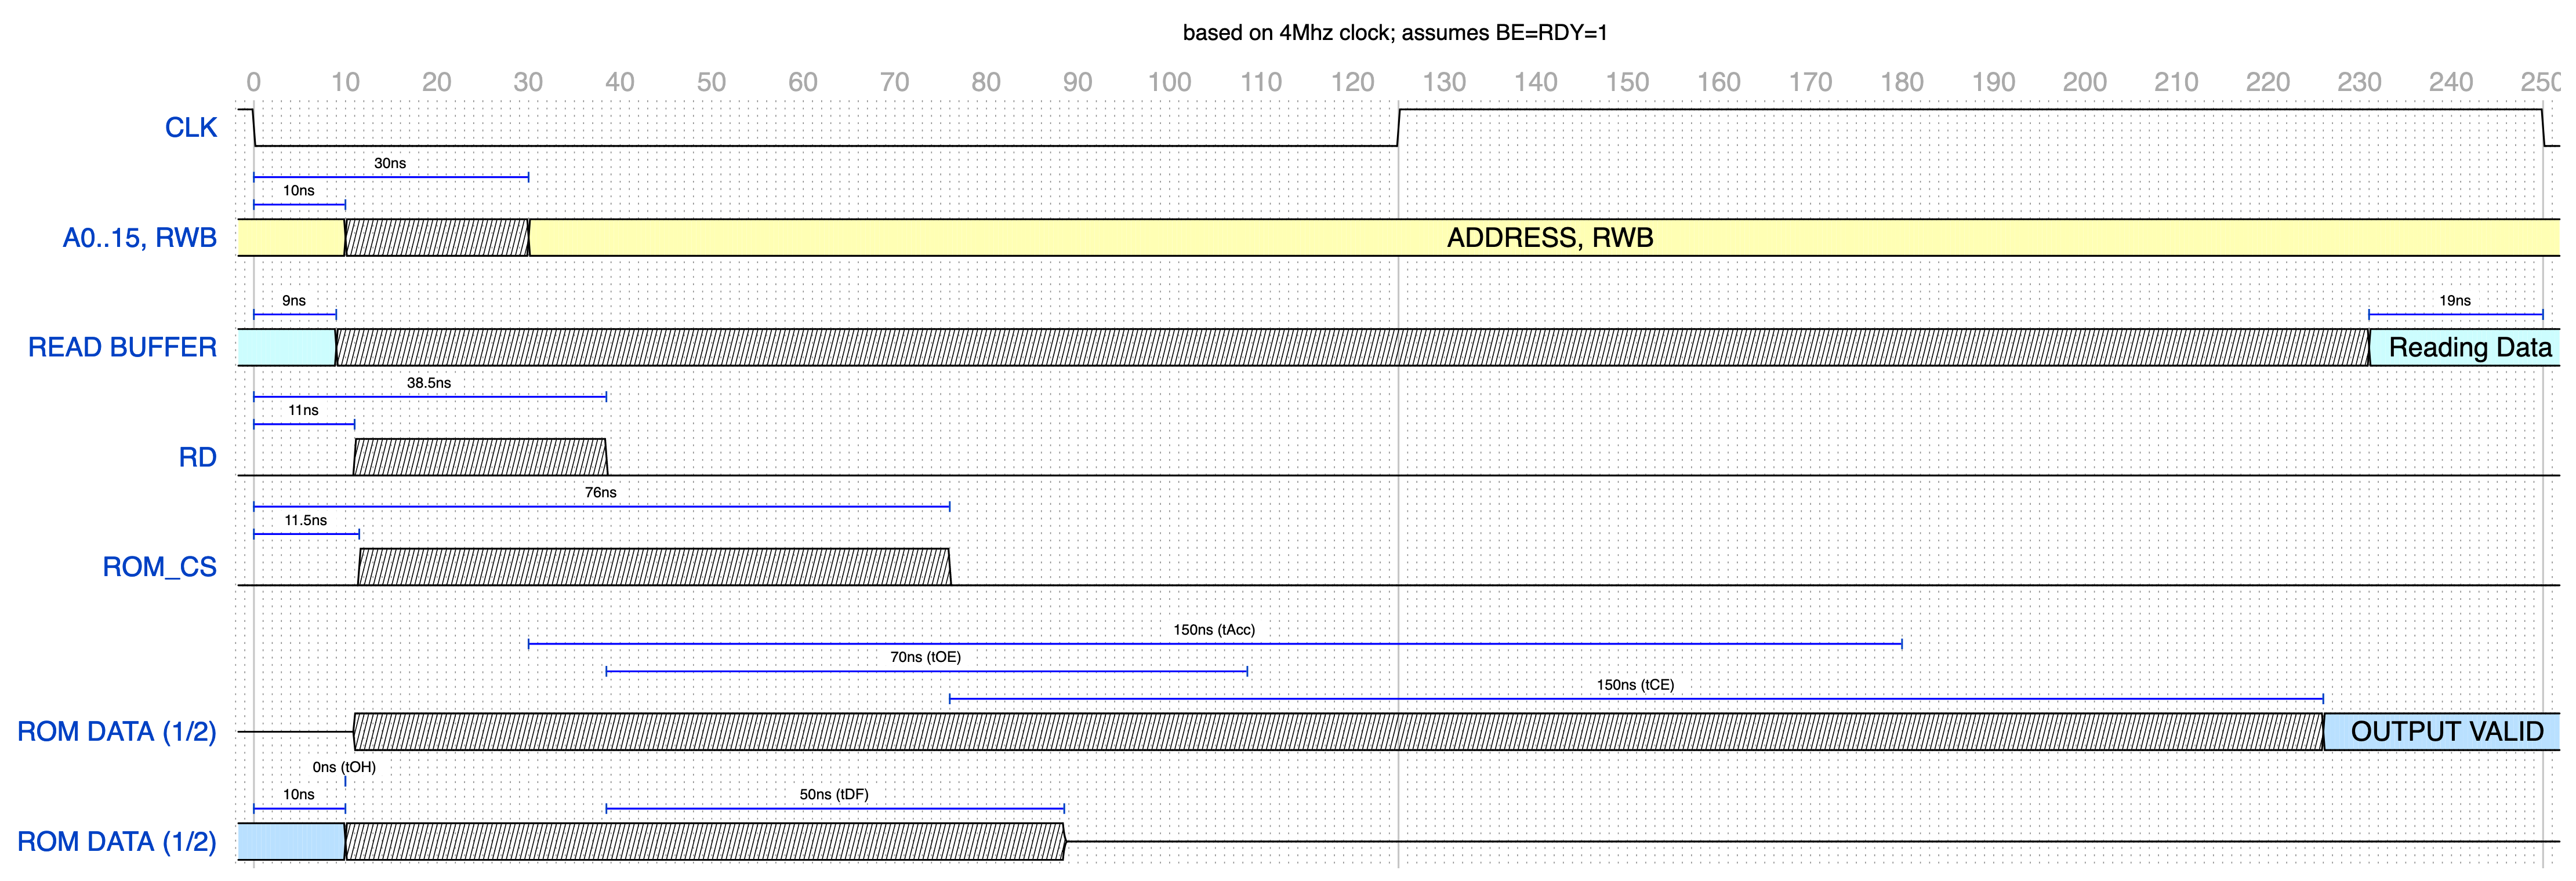 based on 4Mhz clock; assumes BE=RDY=1
0 10 20 30 40 50 60 70 80 90 100 110 120 130 140 150 160 170 180 190 200 210 220 230 240 250
CLK
30ns
10ns
A0..15, RWB ADDRESS, RWB
9ns 19ns
READ BUFFER Reading Data
38.5ns
11ns
RD
76ns
11.5ns
ROM_CS
150ns (tAcc)
70ns (tOE)
150ns (tCE)
ROM DATA (1/2) OUTPUT VALID
0ns (tOH)
10ns 50ns (tDF)
ROM DATA (1/2)